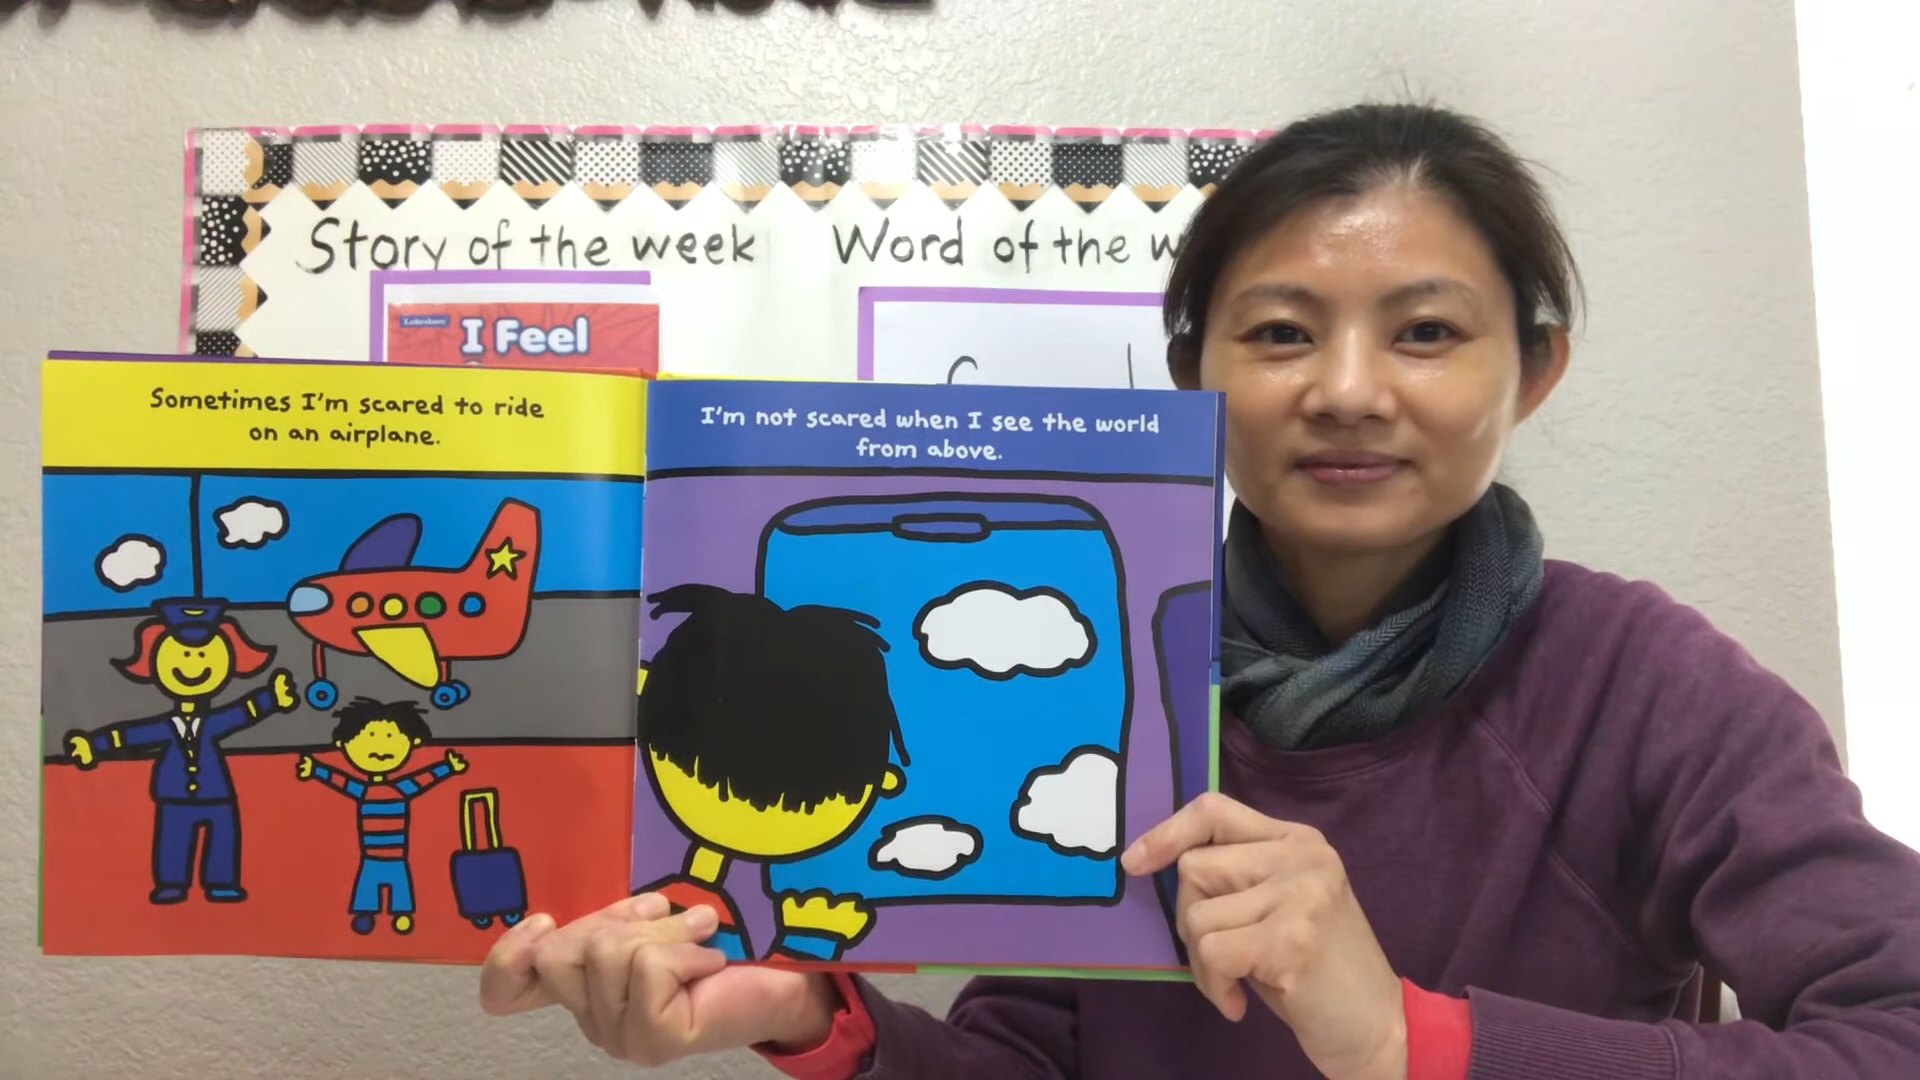 Story of the week
Word of the
Lakeshore
I Feel
Sometimes I'm scared to ride
on an airplane.
I'm not scared when I see the world
from above.